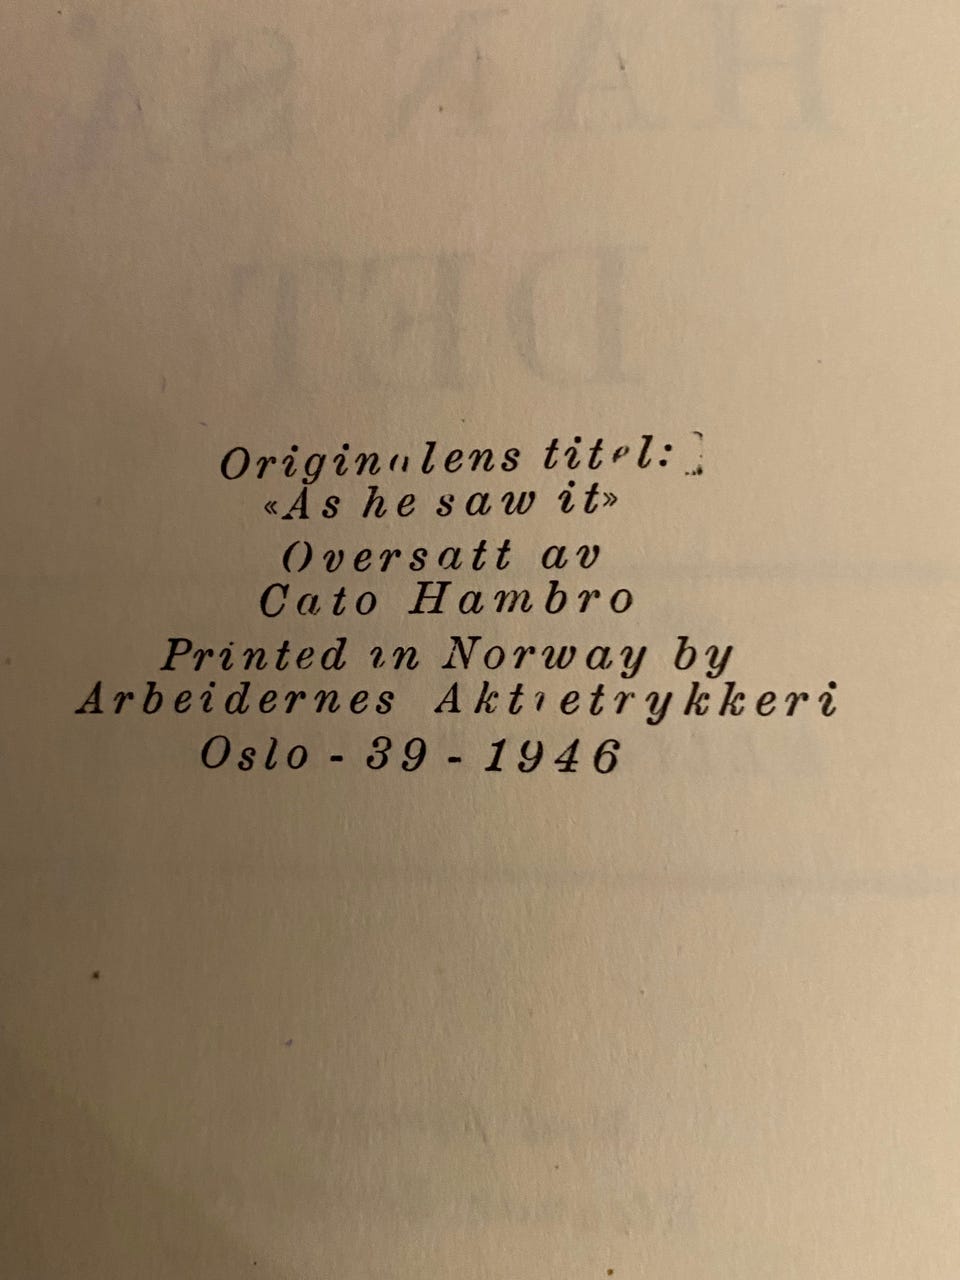 Originalens titel:
«As he saw it»
Oversatt av
Cato Hambro
Printed in Norway by
Arbeidernes Aktietrykkeri
Oslo - 39 - 1946